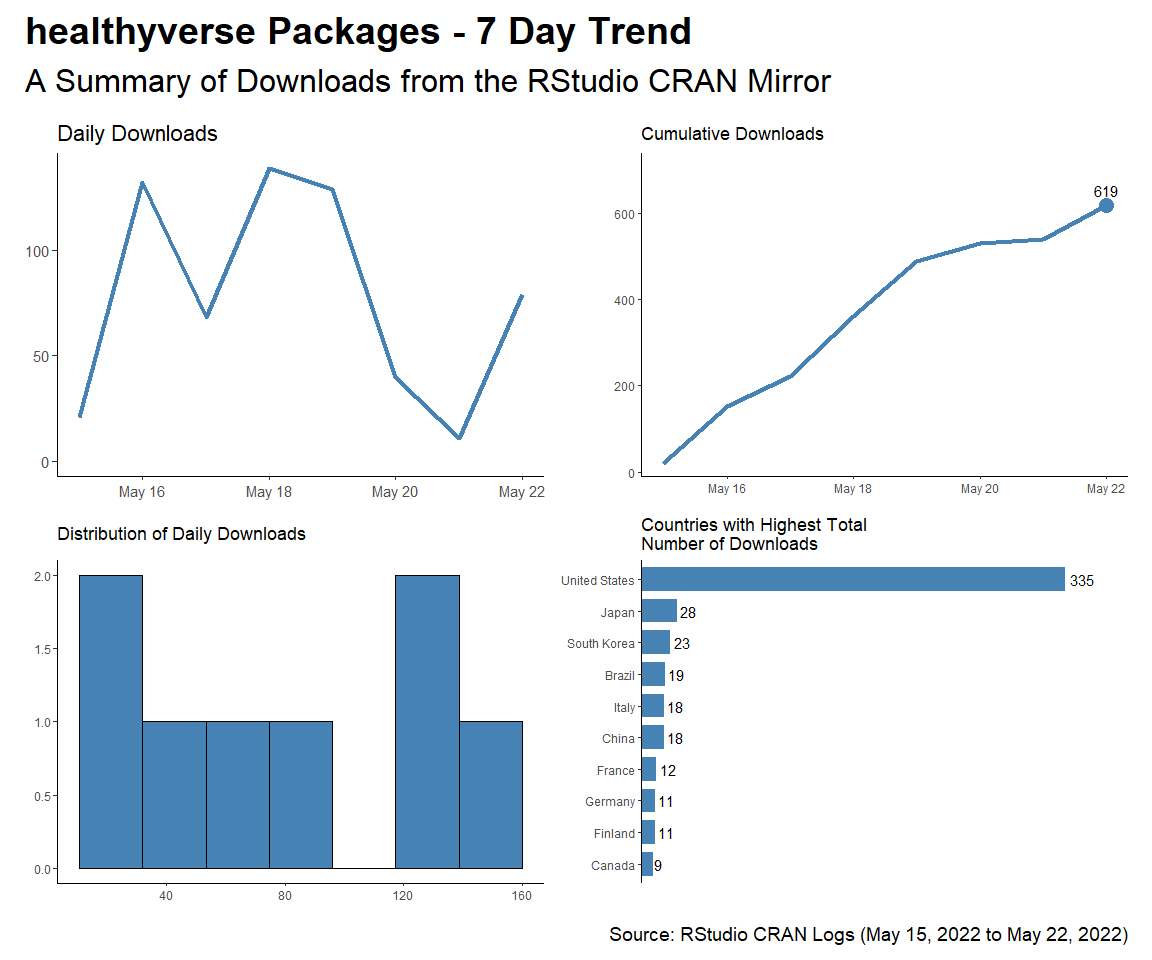 healthyverse Packages - 7 Day Trend
A Summary of Downloads from the RStudio CRAN Mirror
Daily Downloads
100
50
0
May 16 May 18 May 20 May 22
Cumulative Downloads
619
600
400
200
0
May 16 May 18 May 20 May 22
Distribution of Daily Downloads
2.0
1.5
1.0
0.5
0.0
40 80 120 160
Countries with Highest Total
Number of Downloads
United States 335
Japan 28
South Korea 23
Brazil 19
Italy 18
China 18
France 12
Germany 11
Finland 11
Canada 9
Source: RStudio CRAN Logs (May 15, 2022 to May 22, 2022)